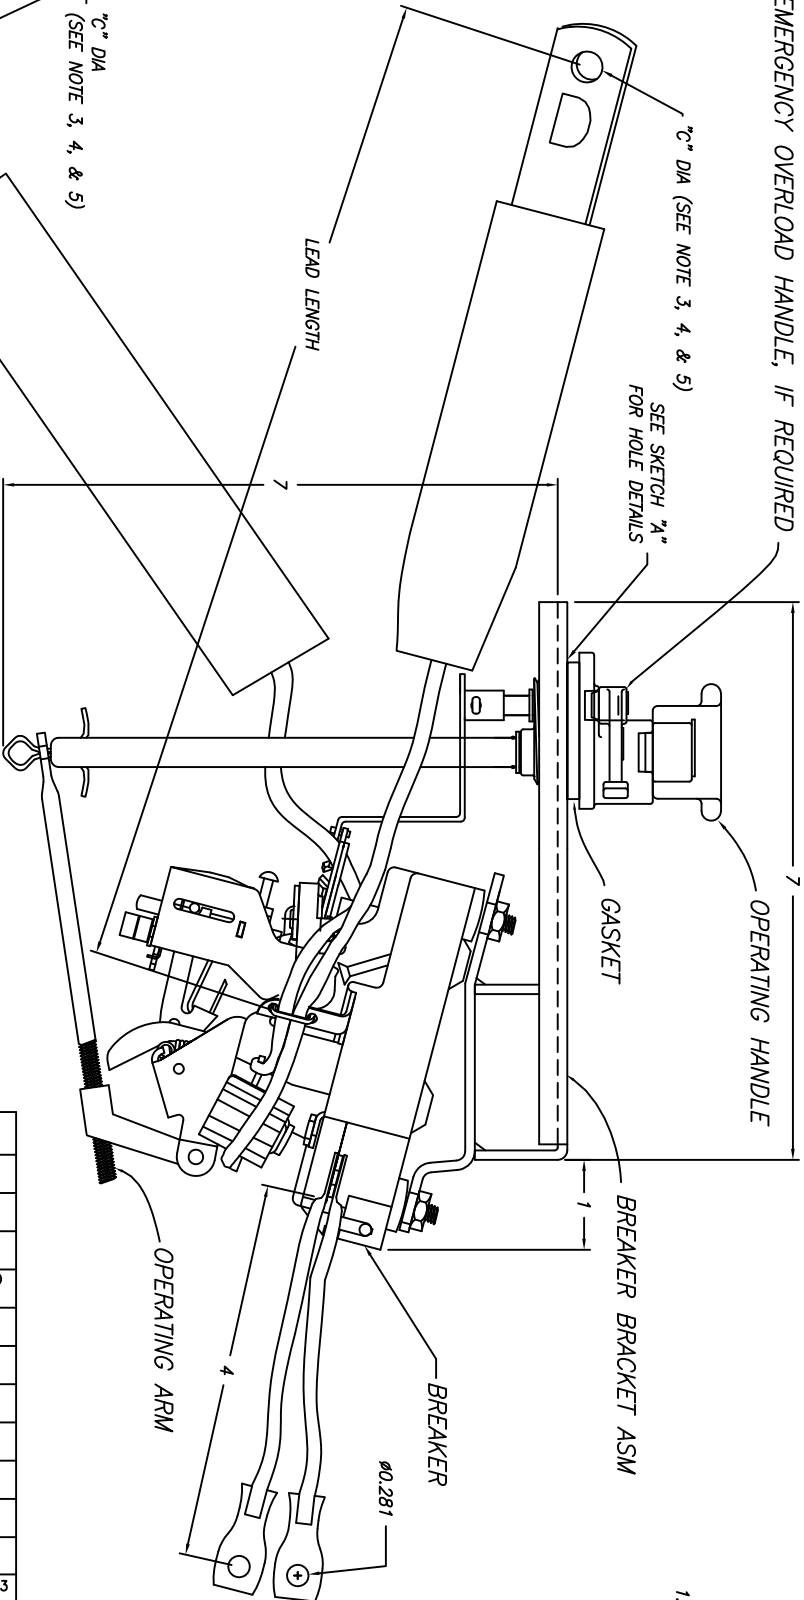 EMERGENCY OVERLOAD HANDLE, IF REQUIRED
"C" DIA (SEE NOTE 3, 4, & 5)
SEE SKETCH "A"
FOR HOLE DETAILS
"C" DIA
(SEE NOTE 3, 4, & 5)
LEAD LENGTH
7
7
OPERATING HANDLE
GASKET
BREAKER BRACKET ASM
1
BREAKER
OPERATING ARM
4
ø0.281
1.
3